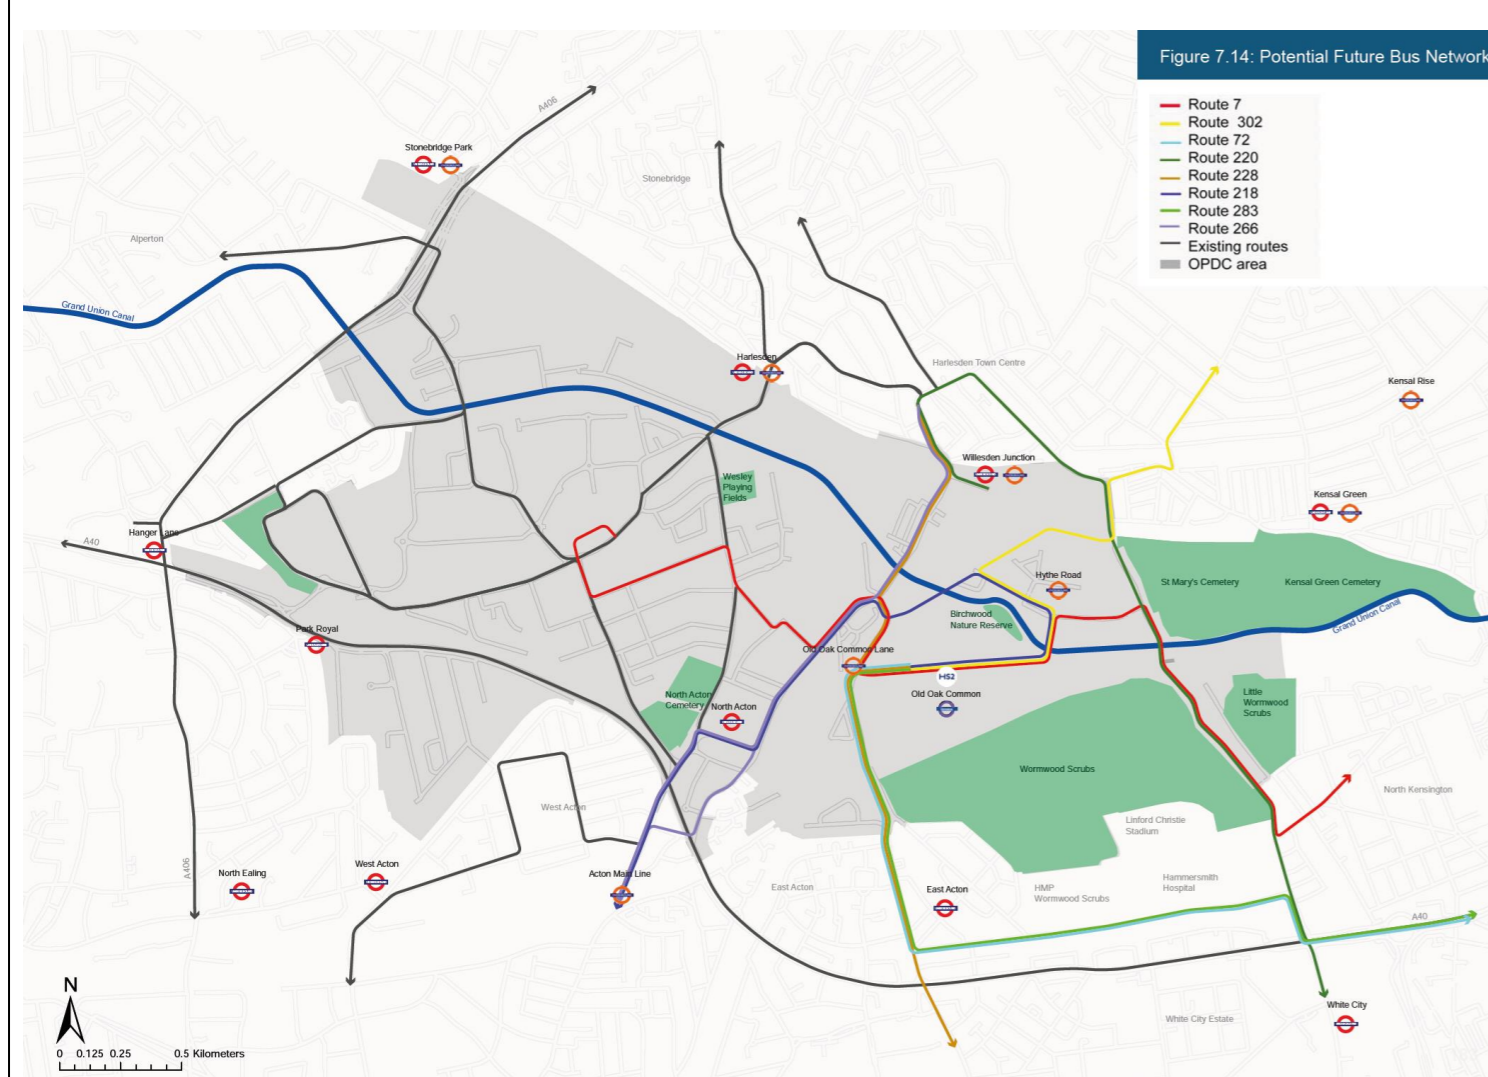 Figure 7.14: Potential Future Bus Network
Route 7
Route 302
Route 72
Route 220
Route 228
Route 218
Route 283
Route 266
Existing routes
OPDC area
A406
Stonebridge Park
Stonebridge
Alperton
Grand Union Canal
Harlesden
Harlesden Town Centre
Kensal Rise
Willesden Junction
Wesley
Playing
Fields
Kensal Green
Hanger Lane
A40
Hythe Road
St Mary's Cemetery
Kensal Green Cemetery
Birchwood
Nature Reserve
Grand Union Canal
Park Royal
Old Oak Common Lane
HS2
Old Oak Common
North Acton
Cemetery
North Acton
Little
Wormwood
Scrubs
Wormwood Scrubs
North Kensington
West Acton
Linford Christie
Stadium
A406
North Ealing
West Acton
Acton Main Line
East Acton
East Acton
HMP
Wormwood Scrubs
Hammersmith
Hospital
A40
White City
White City Estate
N
0 0.125 0.25 0.5 Kilometers